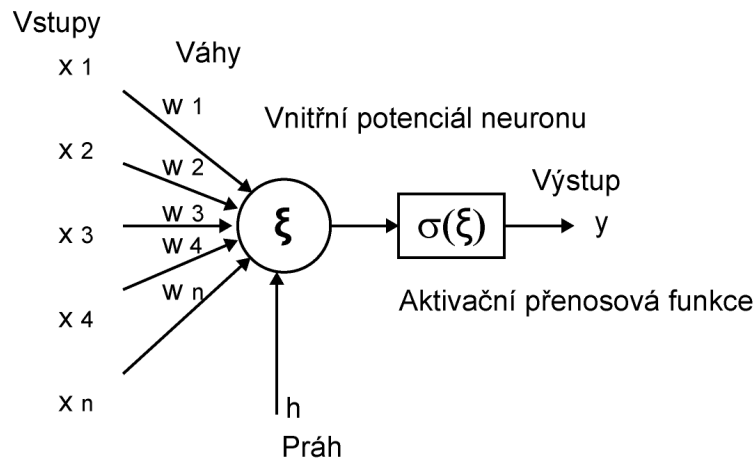 Vstupy
x 1
Váhy
w 1
Vnitřní potenciál neuronu
x 2
w 2
Výstup
w 3
ξ
σ(ξ)
y
x 3
w 4
w n
Aktivační přenosová funkce
x 4
x n
h
Práh